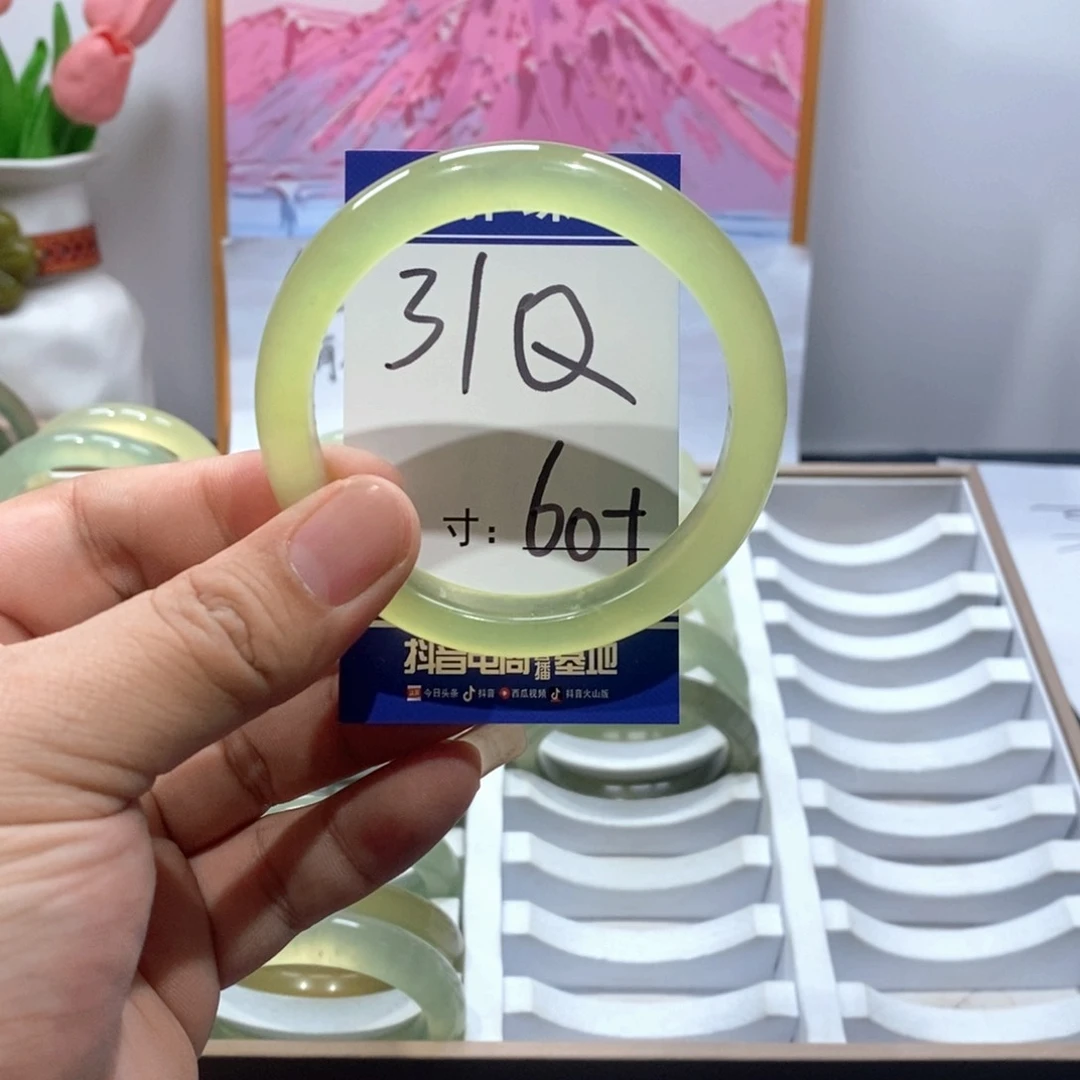 31Q
寸: 60+
抖音电商直播基地
今日头条 抖音 西瓜视频 抖音火山版